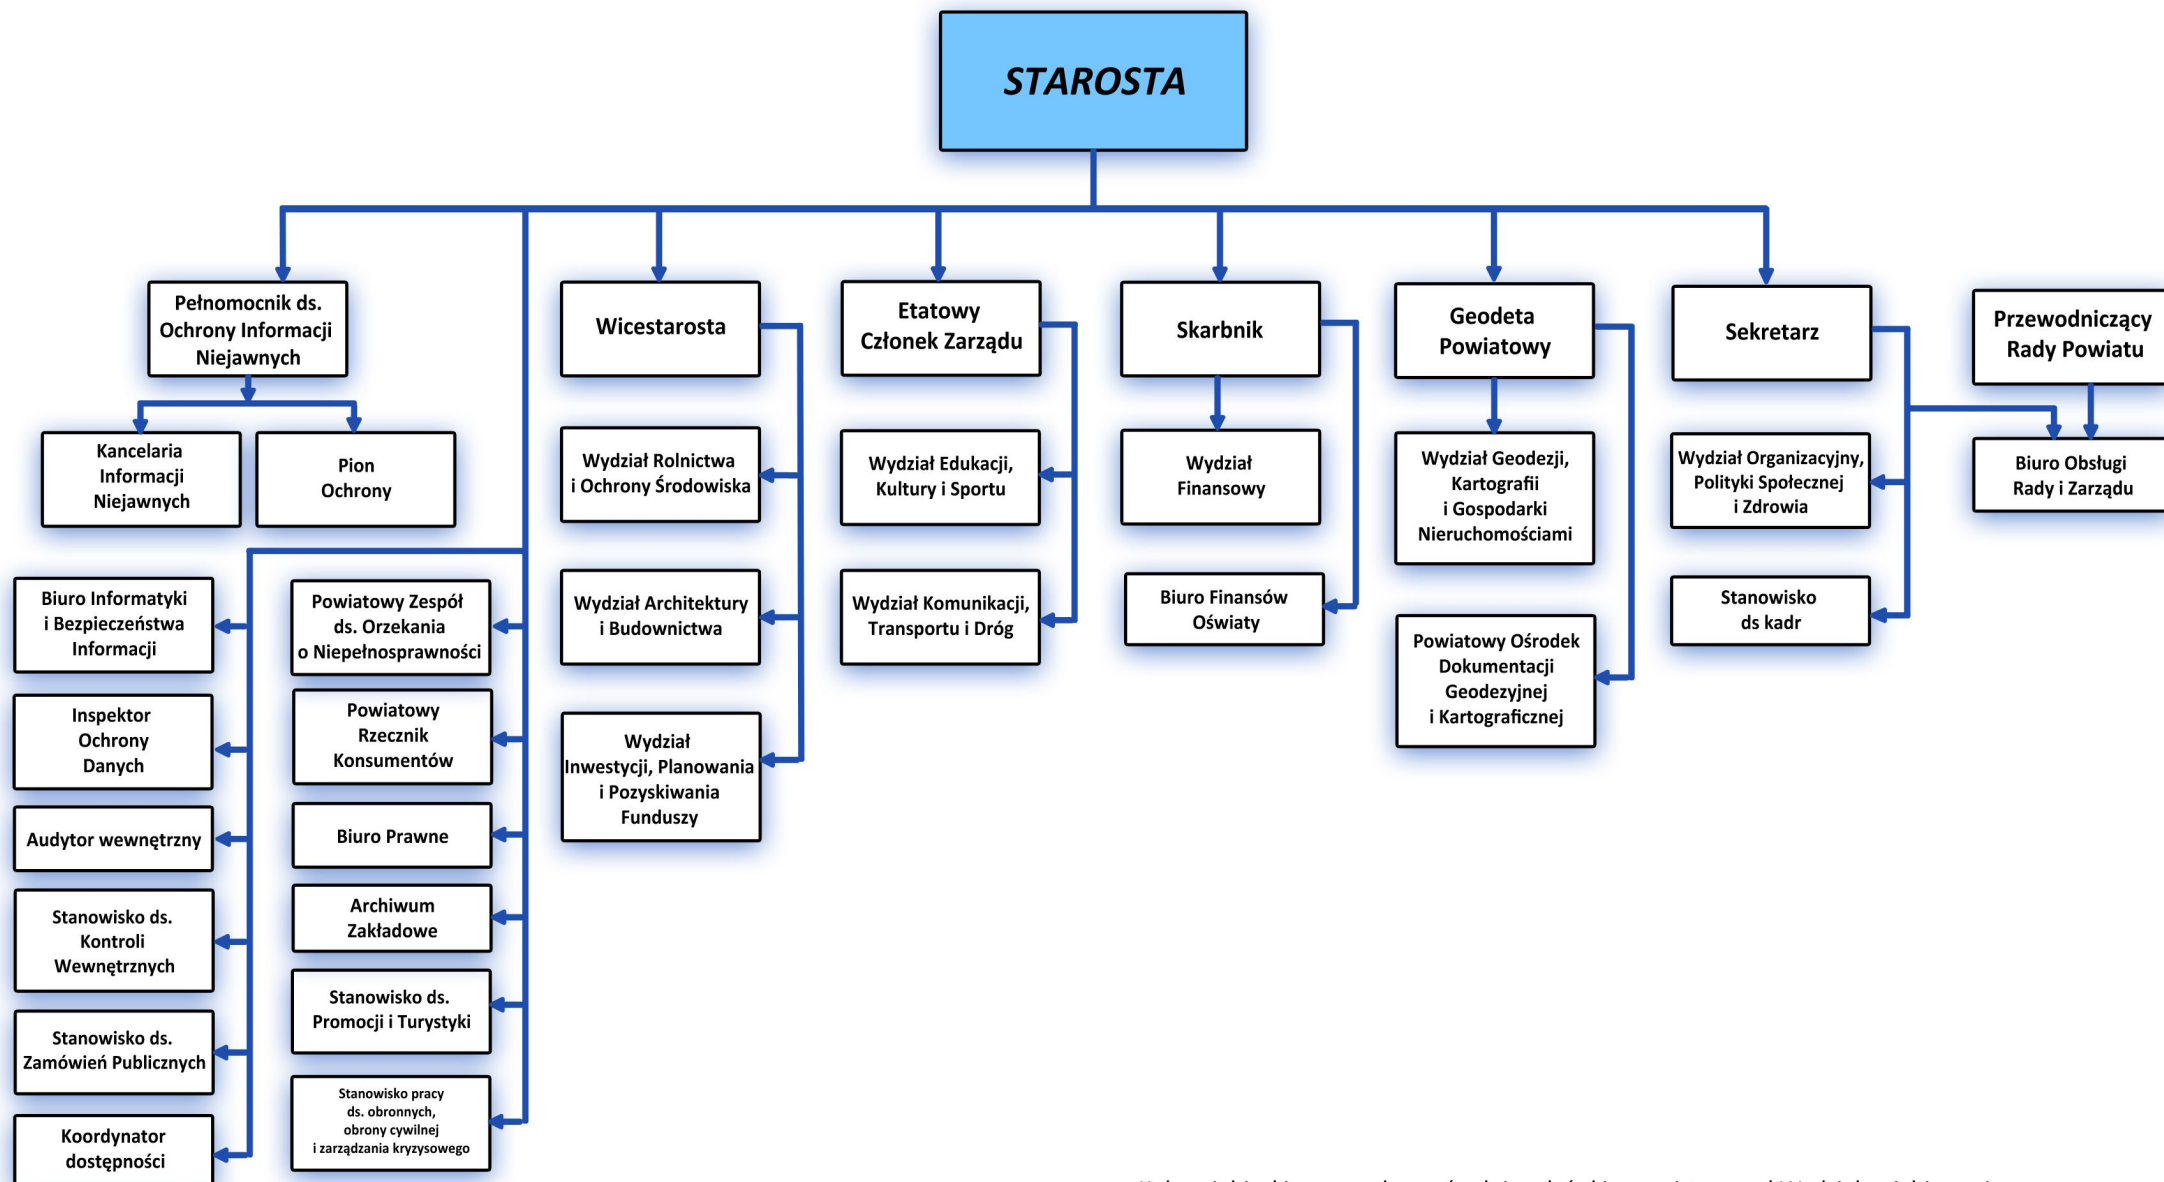 STAROSTA
Pełnomocnik ds.
Ochrony Informacji
Niejawnych
Wicestarosta
Etatowy
Członek Zarządu
Skarbnik
Geodeta
Powiatowy
Sekretarz
Przewodniczący
Rady Powiatu
Kancelaria
Informacji
Niejawnych
Pion
Ochrony
Wydział Rolnictwa
i Ochrony Środowiska
Wydział Edukacji,
Kultury i Sportu
Wydział
Finansowy
Wydział Geodezji,
Kartografii
i Gospodarki
Nieruchomościami
Wydział Organizacyjny,
Polityki Społecznej
i Zdrowia
Biuro Obsługi
Rady i Zarządu
Biuro Informatyki
i Bezpieczeństwa
Informacji
Powiatowy Zespół
ds. Orzekania
o Niepełnosprawności
Wydział Architektury
i Budownictwa
Wydział Komunikacji,
Transportu i Dróg
Biuro Finansów
Oświaty
Powiatowy Ośrodek
Dokumentacji
Geodezyjnej
i Kartograficznej
Stanowisko
ds kadr
Inspektor
Ochrony
Danych
Powiatowy
Rzecznik
Konsumentów
Wydział
Inwestycji, Planowania
i Pozyskiwania
Funduszy
Audytor wewnętrzny
Biuro Prawne
Stanowisko ds.
Kontroli
Wewnętrznych
Archiwum
Zakładowe
Stanowisko ds.
Promocji i Turystyki
Stanowisko ds.
Zamówień Publicznych
Stanowisko pracy
ds. obronnych,
obrony cywilnej
i zarządzania kryzysowego
Koordynator
dostępności